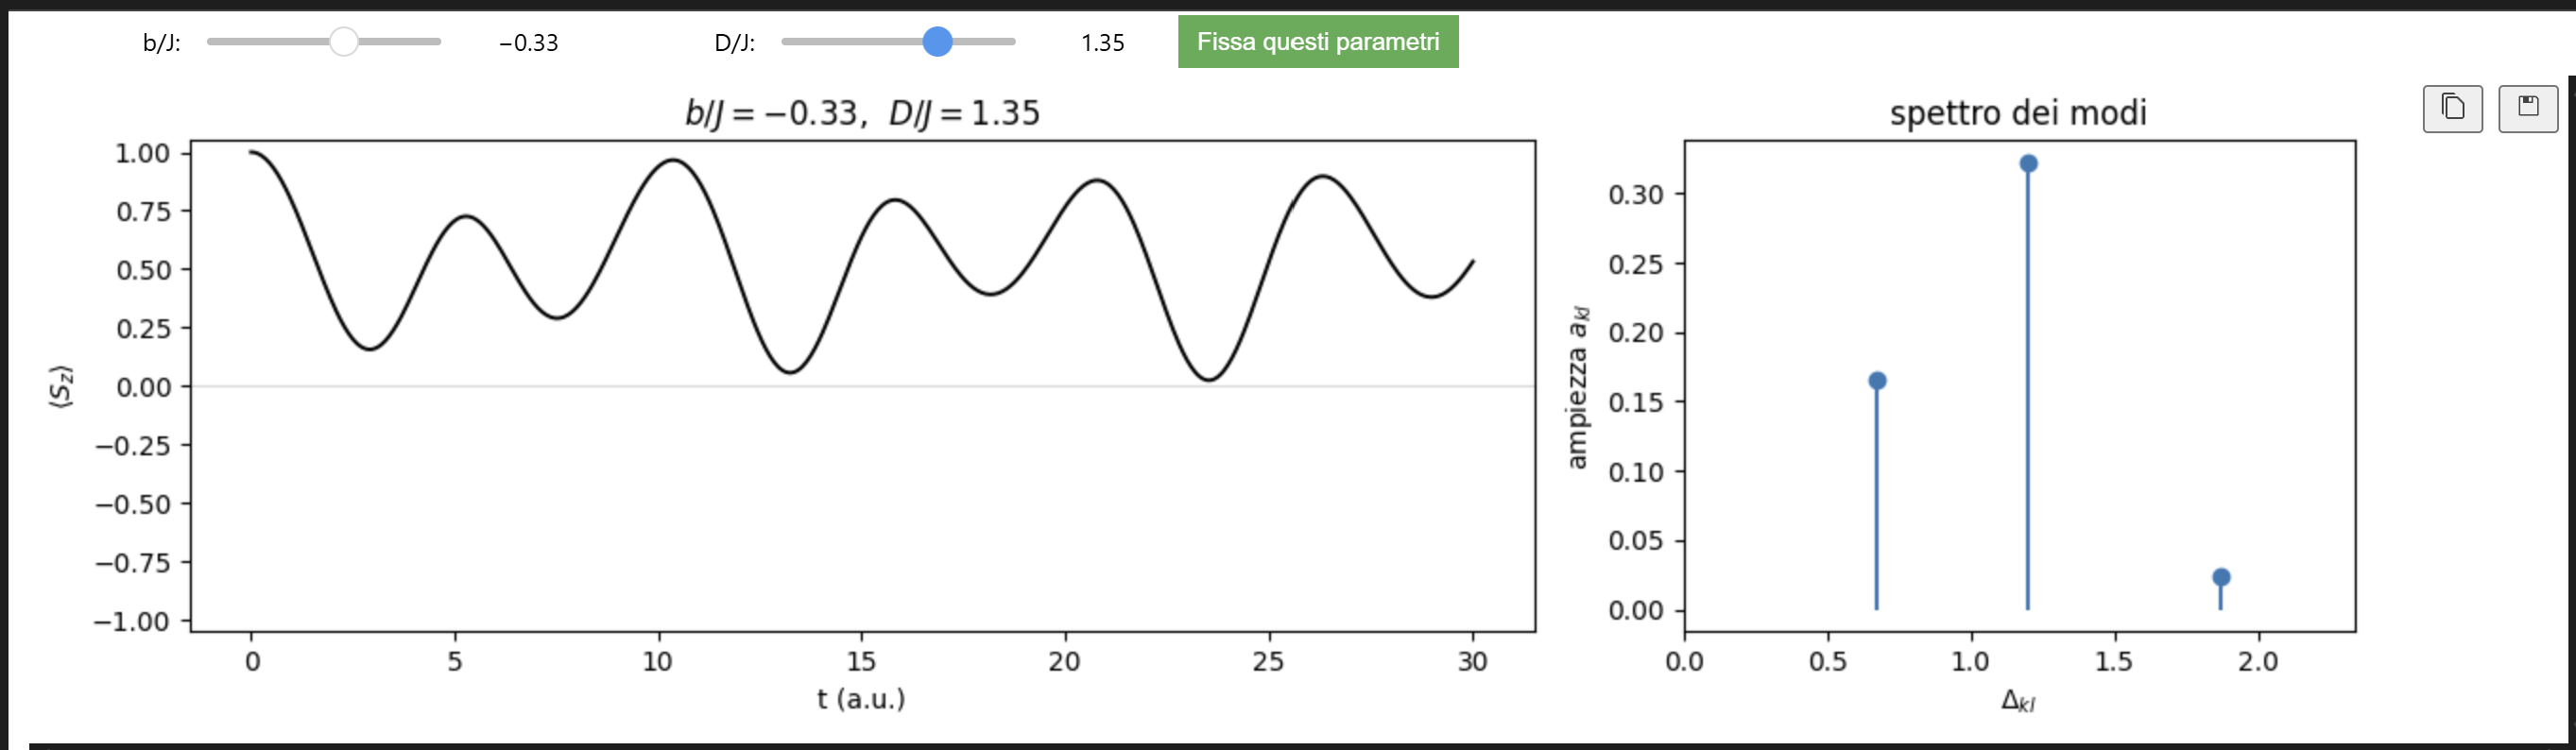 b/J: −0.33 D/J: 1.35 Fissa questi parametri
b/J = −0.33, D/J = 1.35
spettro dei modi
1.00
0.75
0.50
0.25
0.00
−0.25
−0.50
−0.75
−1.00
⟨Sz⟩
0 5 10 15 20 25 30
t (a.u.)
0.30
0.25
0.20
0.15
0.10
0.05
0.00
ampiezza akl
0.0 0.5 1.0 1.5 2.0
Δkl